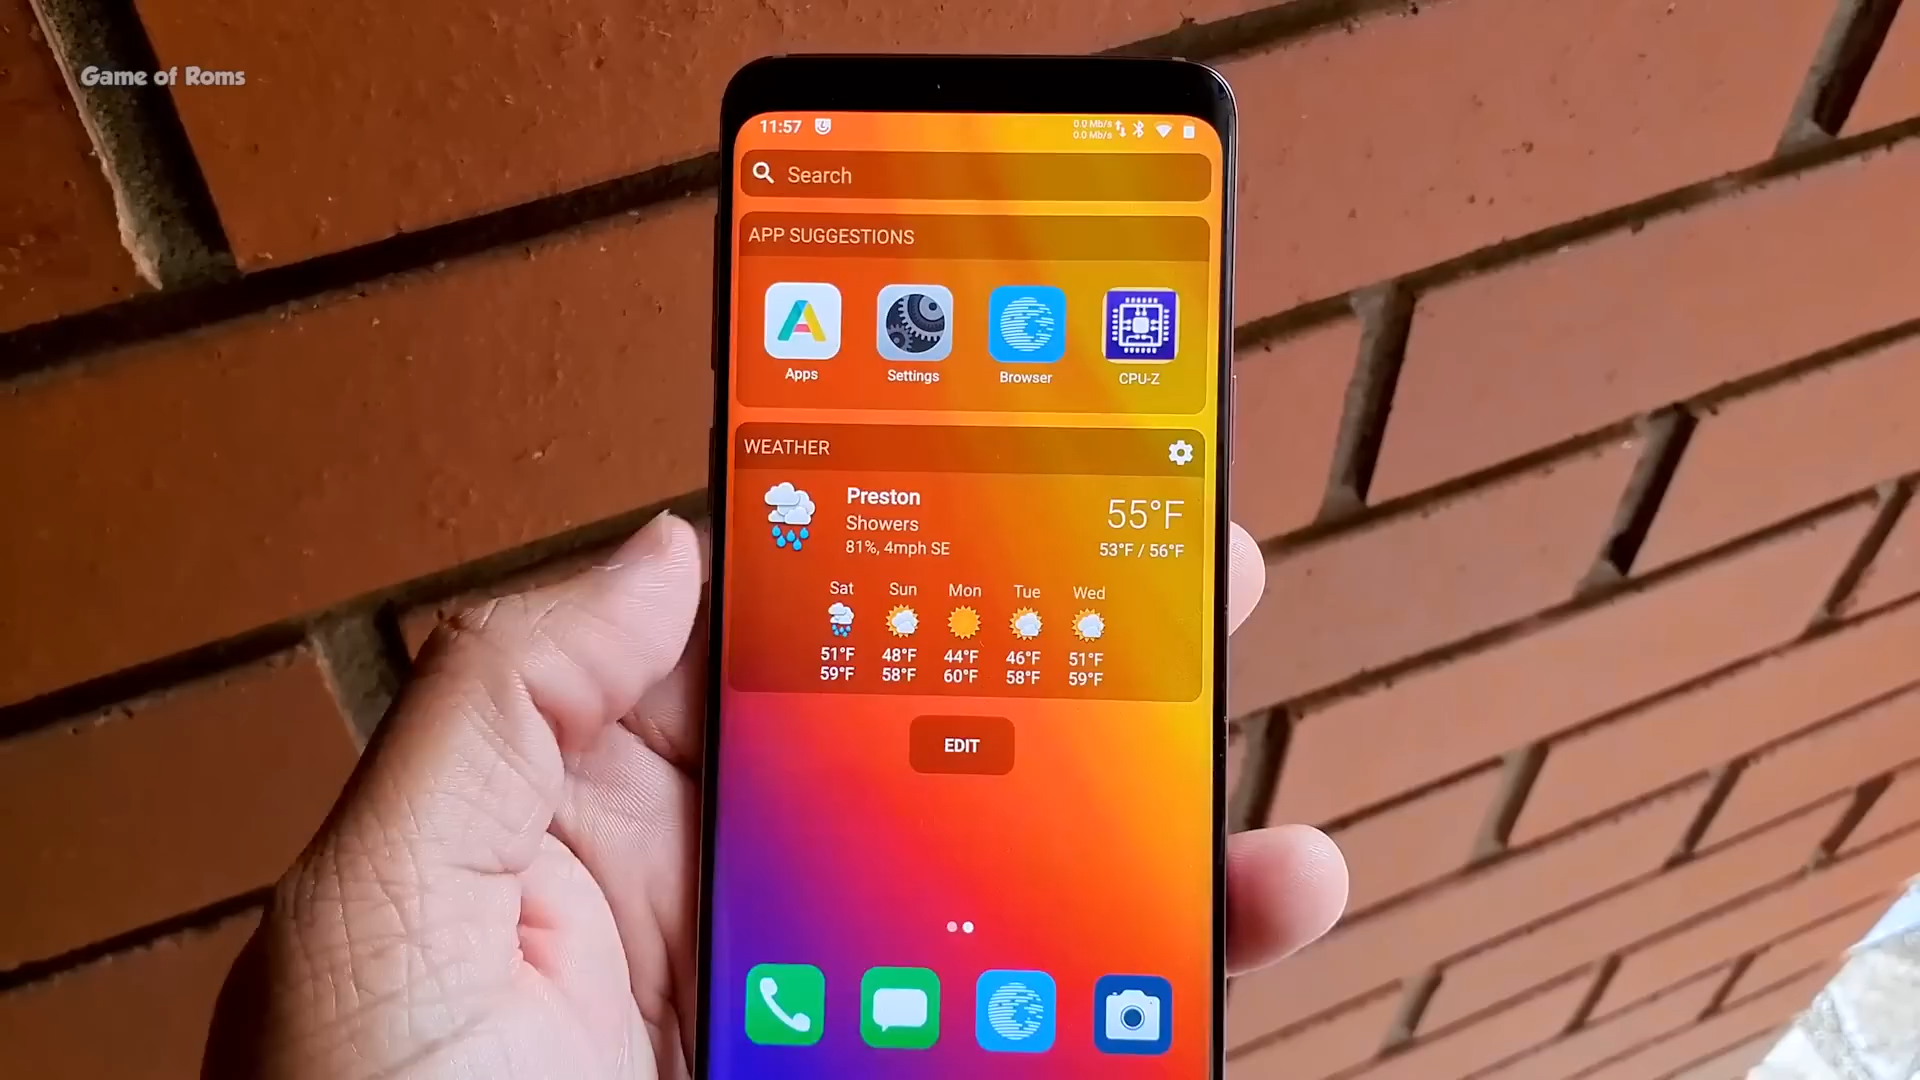 Game of Roms
11:57
0.0 Mb/s
0.0 Mb/s
Search
APP SUGGESTIONS
Apps
Settings
Browser
CPU-Z
WEATHER
Preston
Showers
81%, 4mph SE
55°F
53°F / 56°F
Sat Sun Mon Tue Wed
51°F 48°F 44°F 46°F 51°F
59°F 58°F 60°F 58°F 59°F
EDIT